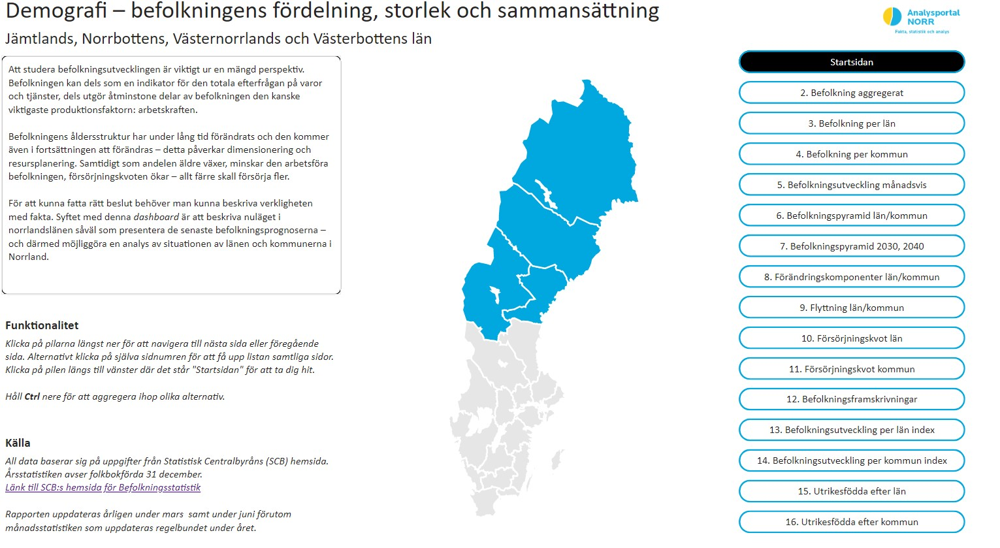 Demografi – befolkningens fördelning, storlek och sammansättning
Jämtlands, Norrbottens, Västernorrlands och Västerbottens län
Analysportal
NORR
Fakta, statistik och analys
Att studera befolkningsutvecklingen är viktigt ur en mängd perspektiv.
Befolkningen kan dels som en indikator för den totala efterfrågan på varor
och tjänster, dels utgör åtminstone delar av befolkningen den kanske
viktigaste produktionsfaktorn: arbetskraften.
Befolkningens åldersstruktur har under lång tid förändrats och den kommer
även i fortsättningen att förändras – detta påverkar dimensionering och
resursplanering. Samtidigt som andelen äldre växer, minskar den arbetsföra
befolkningen, försörjningskvoten ökar – allt färre skall försörja fler.
För att kunna fatta rätt beslut behöver man kunna beskriva verkligheten
med fakta. Syftet med denna dashboard är att beskriva nuläget i
norrlandslänen såväl som presentera de senaste befolkningsprognoserna –
och därmed möjliggöra en analys av situationen av länen och kommunerna i
Norrland.
Funktionalitet
Klicka på pilarna längst ner för att navigera till nästa sida eller föregående
sida. Alternativt klicka på själva sidnumren för att få upp listan samtliga sidor.
Klicka på pilen längs till vänster där det står "Startsidan" för att ta dig hit.
Håll Ctrl nere för att aggregera ihop olika alternativ.
Källa
All data baserar sig på uppgifter från Statistisk Centralbyråns (SCB) hemsida.
Årsstatistiken avser folkbokförda 31 december.
Länk till SCB:s hemsida för Befolkningsstatistik
Rapporten uppdateras årligen under mars samt under juni förutom
månadsstatistiken som uppdateras regelbundet under året.
Startsidan
2. Befolkning aggregerat
3. Befolkning per län
4. Befolkning per kommun
5. Befolkningsutveckling månadsvis
6. Befolkningspyramid län/kommun
7. Befolkningspyramid 2030, 2040
8. Förändringskomponenter län/kommun
9. Flyttning län/kommun
10. Försörjningskvot län
11. Försörjningskvot kommun
12. Befolkningsframskrivningar
13. Befolkningsutveckling per län index
14. Befolkningsutveckling per kommun index
15. Utrikesfödda efter län
16. Utrikesfödda efter kommun